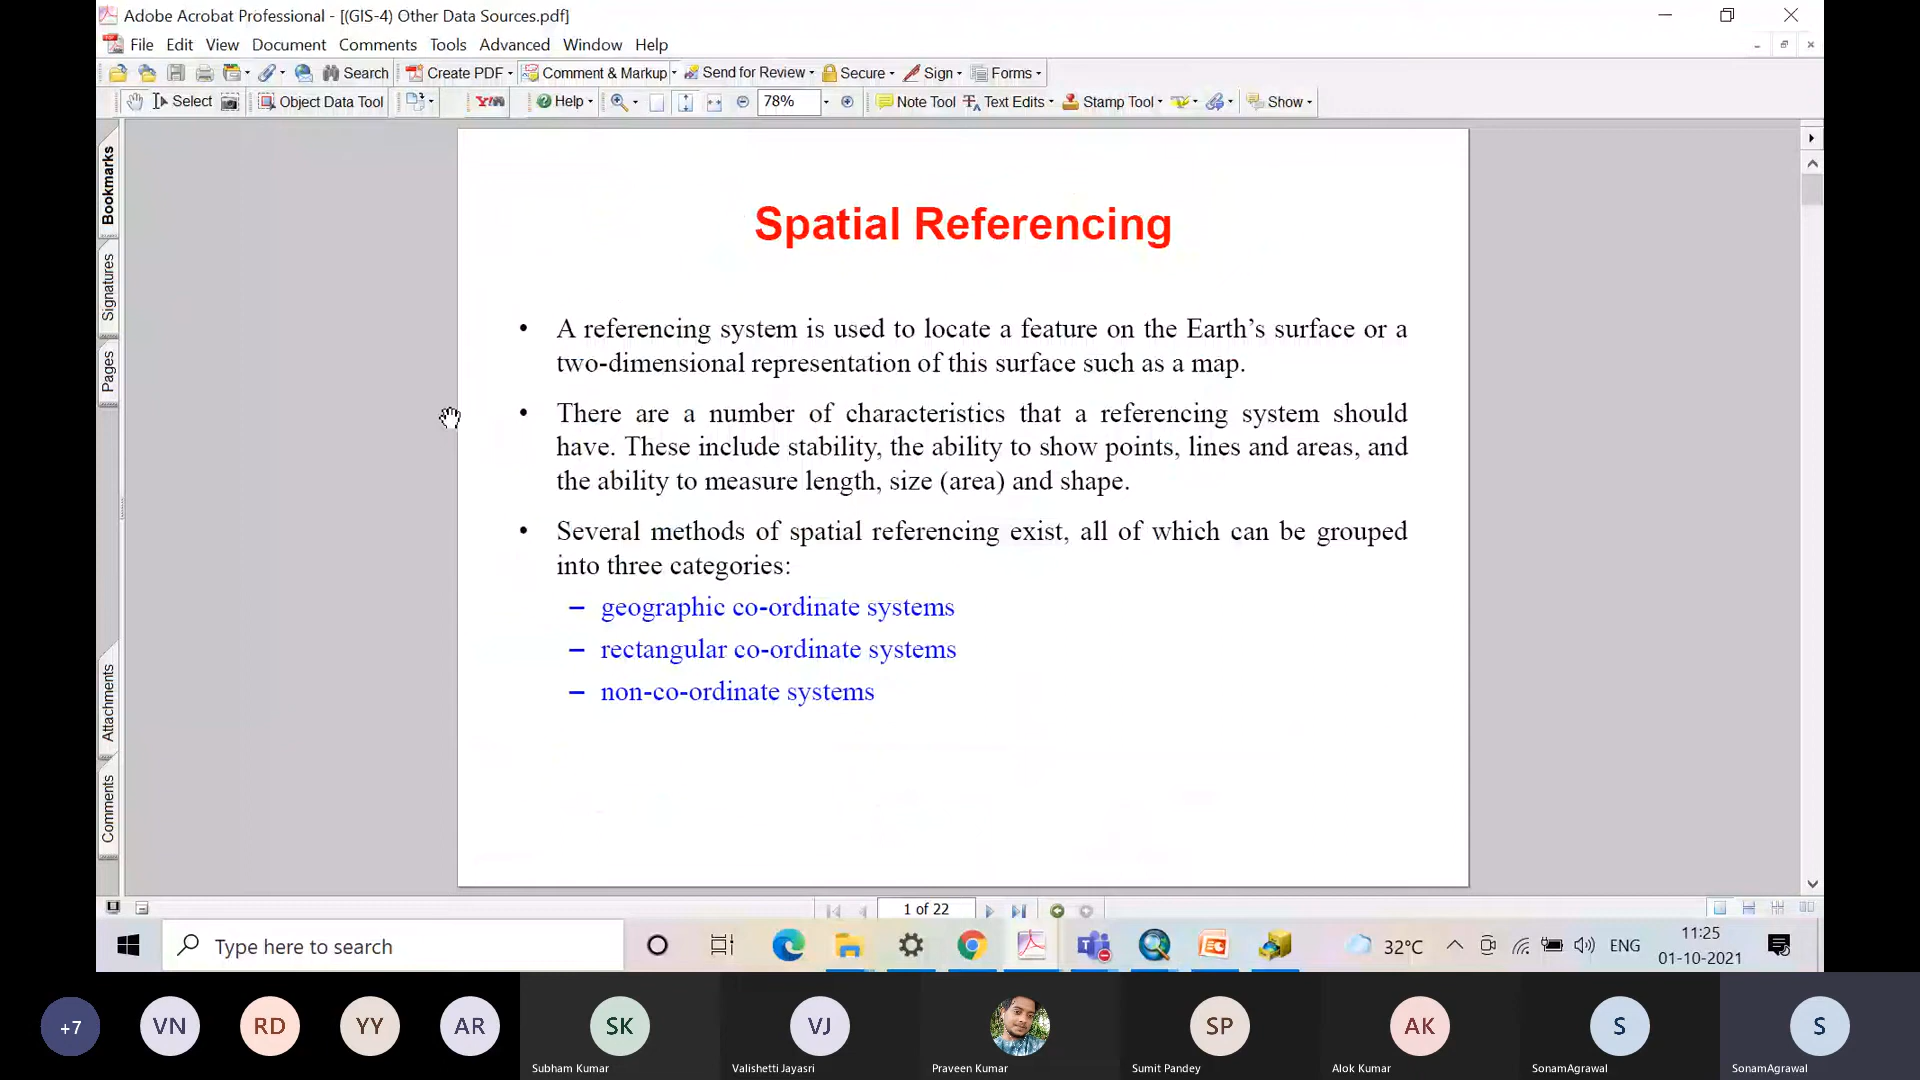 Adobe Acrobat Professional - [(GIS-4) Other Data Sources.pdf]
File Edit View Document Comments Tools Advanced Window Help
Search Create PDF Comment & Markup Send for Review Secure Sign Forms
Select Object Data Tool Y!✉ Help 78% Note Tool Text Edits Stamp Tool Show
Bookmarks
Signatures
Pages
Attachments
Comments
Spatial Referencing
• A referencing system is used to locate a feature on the Earth’s surface or a
two-dimensional representation of this surface such as a map.
• There are a number of characteristics that a referencing system should
have. These include stability, the ability to show points, lines and areas, and
the ability to measure length, size (area) and shape.
• Several methods of spatial referencing exist, all of which can be grouped
into three categories:
– geographic co-ordinate systems
– rectangular co-ordinate systems
– non-co-ordinate systems
1 of 22
Type here to search
32°C ENG
11:25
01-10-2021
+7 VN RD YY AR SK VJ SP AK S S
Subham Kumar Valishetti Jayasri Praveen Kumar Sumit Pandey Alok Kumar SonamAgrawal SonamAgrawal